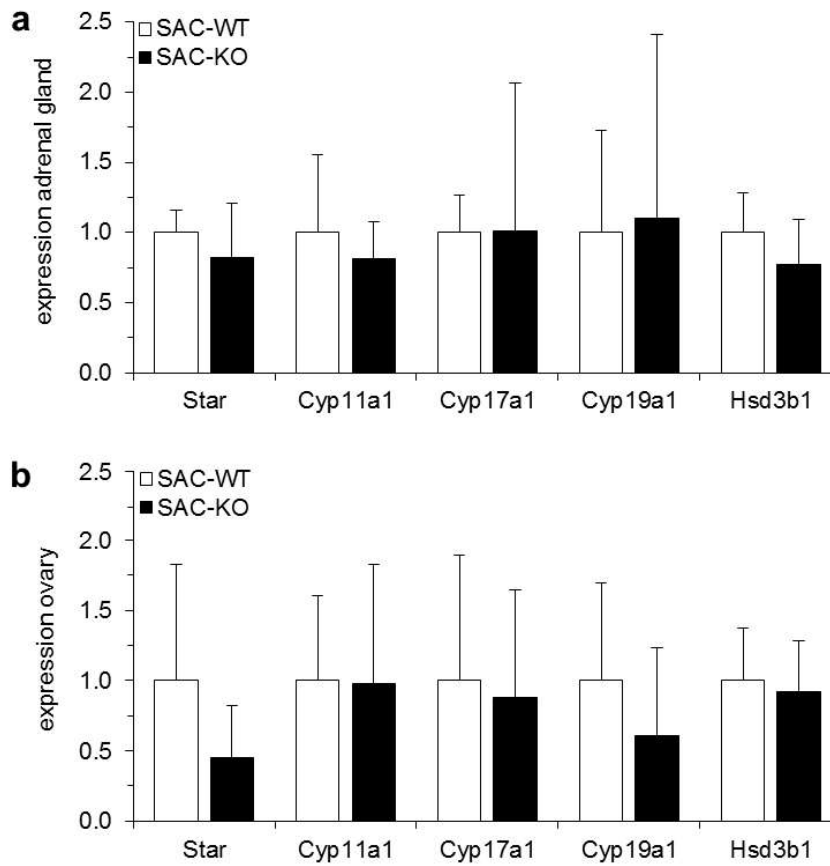 a
expression adrenal gland
SAC-WT
SAC-KO
2.5
2.0
1.5
1.0
0.5
0.0
Star Cyp11a1 Cyp17a1 Cyp19a1 Hsd3b1
b
expression ovary
SAC-WT
SAC-KO
2.5
2.0
1.5
1.0
0.5
0.0
Star Cyp11a1 Cyp17a1 Cyp19a1 Hsd3b1